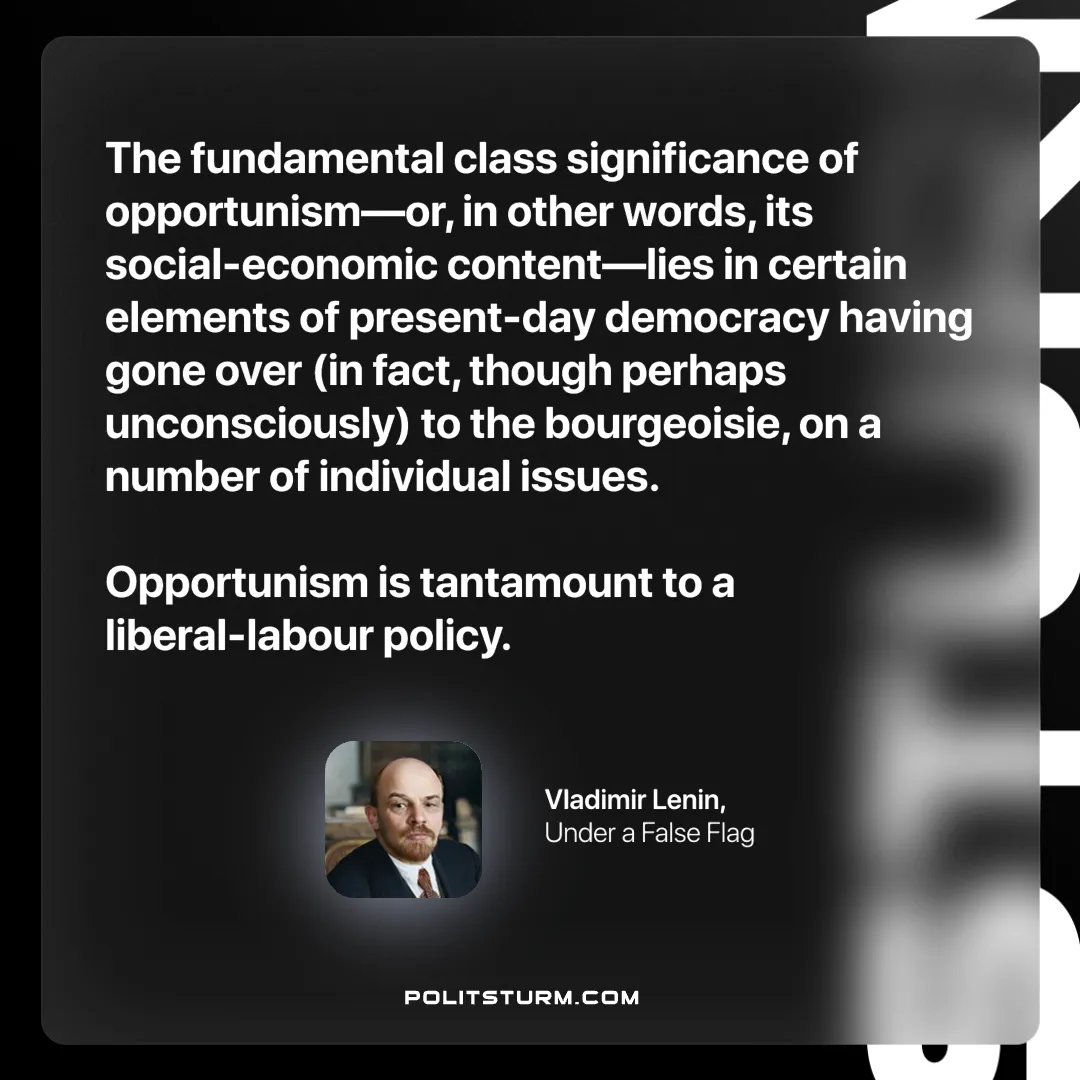 The fundamental class significance of
opportunism—or, in other words, its
social-economic content—lies in certain
elements of present-day democracy having
gone over (in fact, though perhaps
unconsciously) to the bourgeoisie, on a
number of individual issues.
Opportunism is tantamount to a
liberal-labour policy.
Vladimir Lenin,
Under a False Flag
POLITSTURM.COM